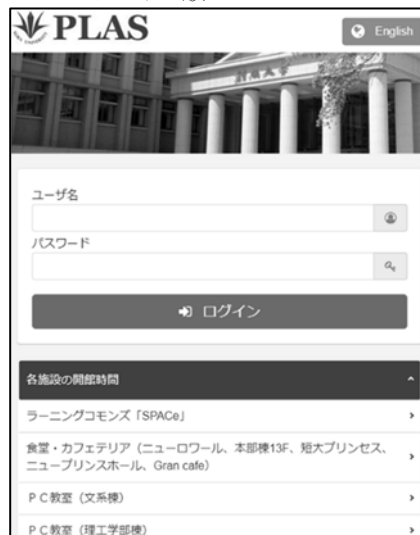 PLAS
English
ユーザ名
パスワード
ログイン
各施設の開館時間
ラーニングコモンズ「SPACe」
食堂・カフェテリア（ニューロワール、本部棟13F、短大プリンセス、
ニュープリンスホール、Gran cafe）
ＰＣ教室（文系棟）
ＰＣ教室（理工学部棟）